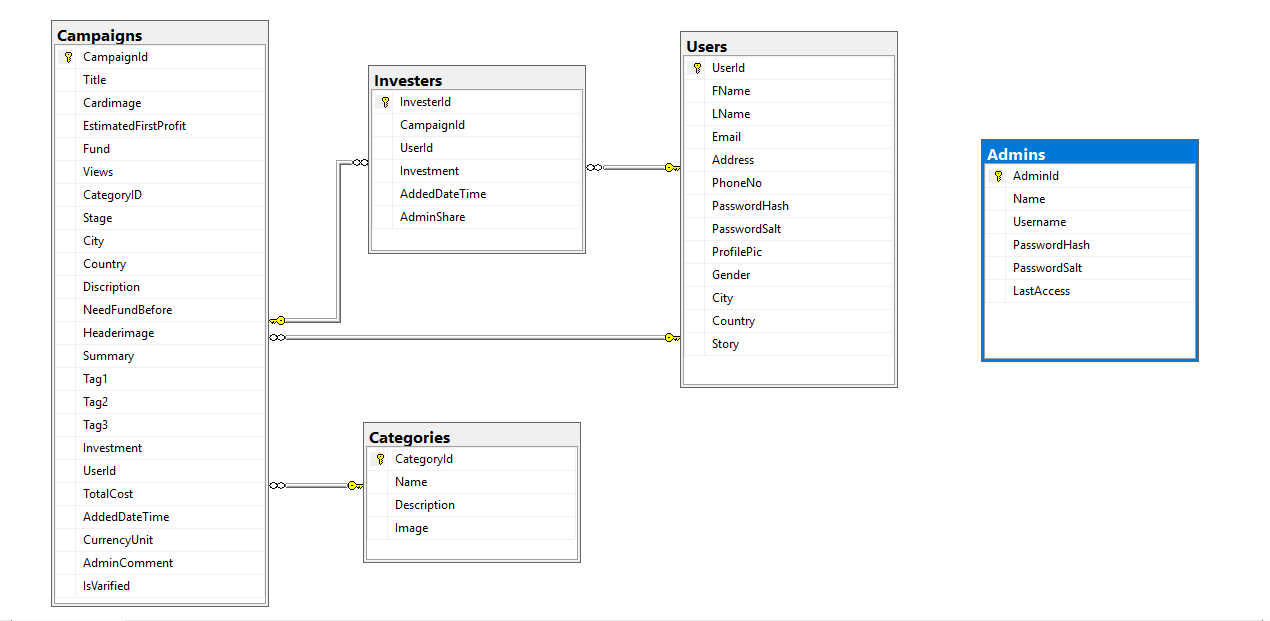 Campaigns
CampaignId
Title
Cardimage
EstimatedFirstProfit
Fund
Views
CategoryID
Stage
City
Country
Discription
NeedFundBefore
Headerimage
Summary
Tag1
Tag2
Tag3
Investment
UserId
TotalCost
AddedDateTime
CurrencyUnit
AdminComment
IsVarified
Investers
InvesterId
CampaignId
UserId
Investment
AddedDateTime
AdminShare
Categories
CategoryId
Name
Description
Image
Users
UserId
FName
LName
Email
Address
PhoneNo
PasswordHash
PasswordSalt
ProfilePic
Gender
City
Country
Story
Admins
AdminId
Name
Username
PasswordHash
PasswordSalt
LastAccess